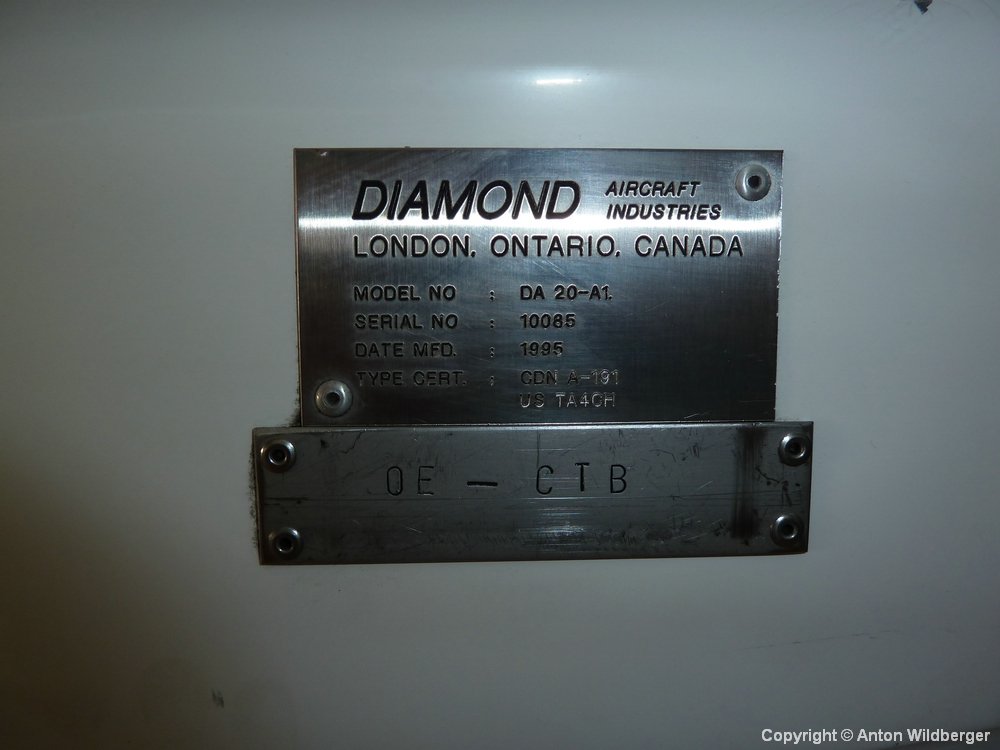 DIAMOND AIRCRAFT INDUSTRIES
LONDON, ONTARIO, CANADA
MODEL NO : DA 20-A1.
SERIAL NO : 10085
DATE MFD. : 1995
TYPE CERT. : CDN A-191
US TA4CH
OE - CTB
Copyright © Anton Wildberger